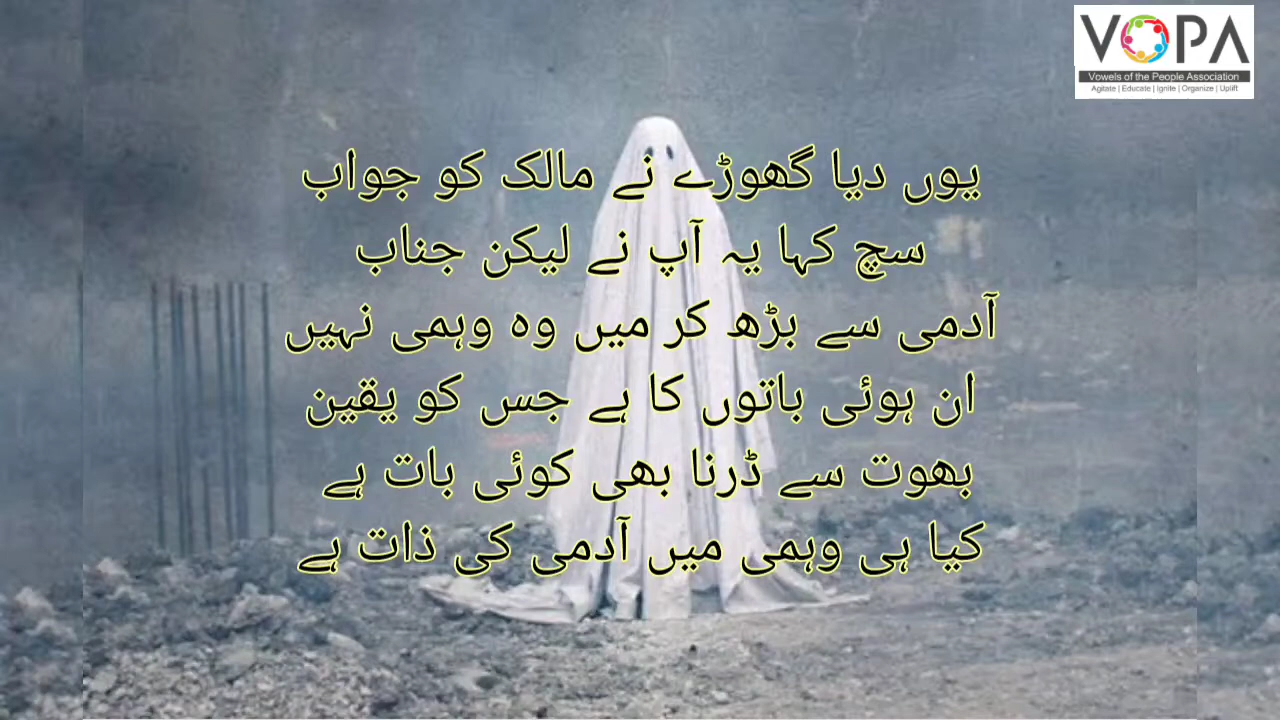 VOPA
Vowels of the People Association
Agitate | Educate | Ignite | Organize | Uplift
یوں دیا گھوڑے نے مالک کو جواب
سچ کہا یہ آپ نے لیکن جناب
آدمی سے بڑھ کر میں وہ وہمی نہیں
ان ہوئی باتوں کا ہے جس کو یقین
بھوت سے ڈرنا بھی کوئی بات ہے
کیا ہی وہمی میں آدمی کی ذات ہے